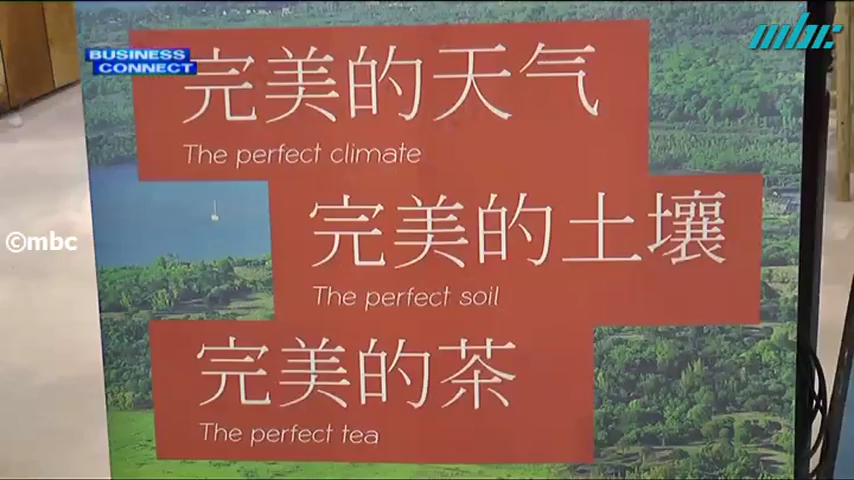 mbc
BUSINESS
CONNECT
完美的天气
The perfect climate
完美的土壤
©mbc
The perfect soil
完美的茶
The perfect tea